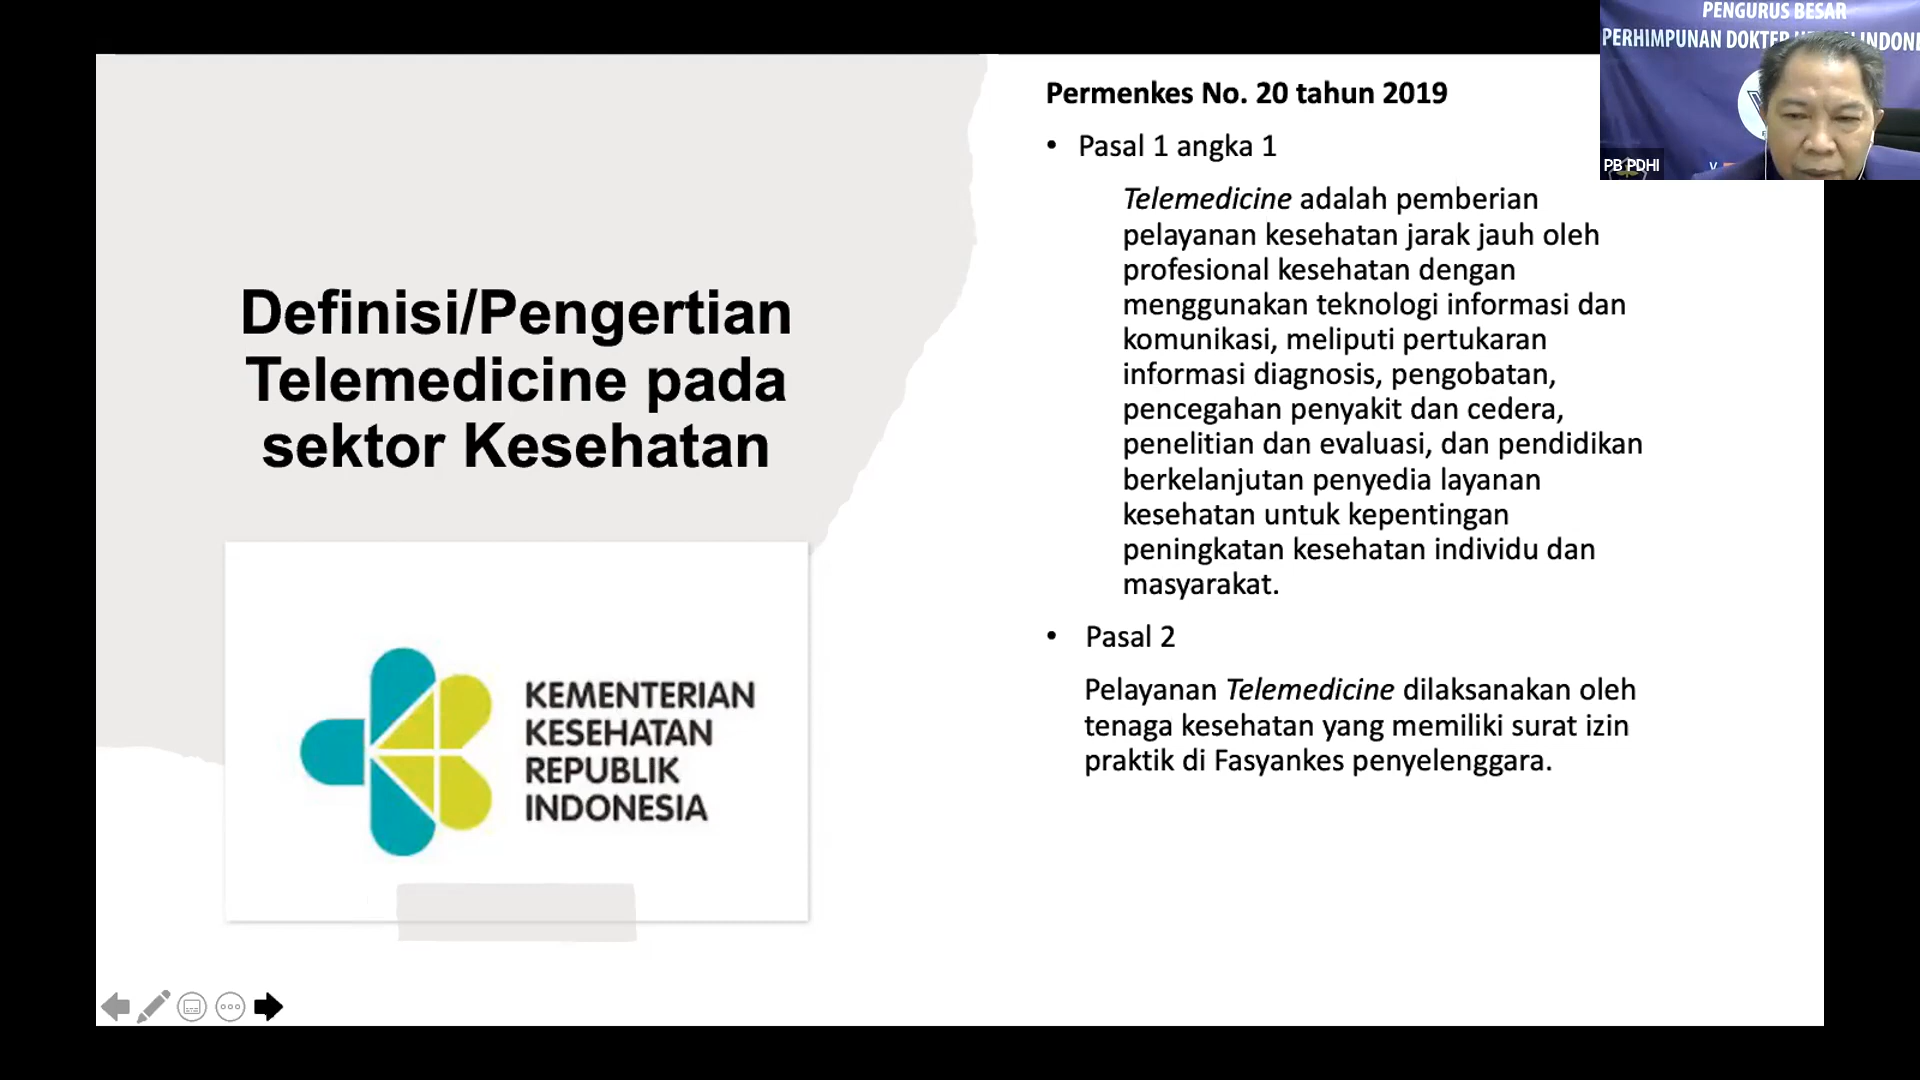 PENGURUS BESAR
PERHIMPUNAN DOKTER INDONE
PB PDHI
Definisi/Pengertian
Telemedicine pada
sektor Kesehatan
KEMENTERIAN
KESEHATAN
REPUBLIK
INDONESIA
Permenkes No. 20 tahun 2019
• Pasal 1 angka 1
Telemedicine adalah pemberian
pelayanan kesehatan jarak jauh oleh
profesional kesehatan dengan
menggunakan teknologi informasi dan
komunikasi, meliputi pertukaran
informasi diagnosis, pengobatan,
pencegahan penyakit dan cedera,
penelitian dan evaluasi, dan pendidikan
berkelanjutan penyedia layanan
kesehatan untuk kepentingan
peningkatan kesehatan individu dan
masyarakat.
• Pasal 2
Pelayanan Telemedicine dilaksanakan oleh
tenaga kesehatan yang memiliki surat izin
praktik di Fasyankes penyelenggara.